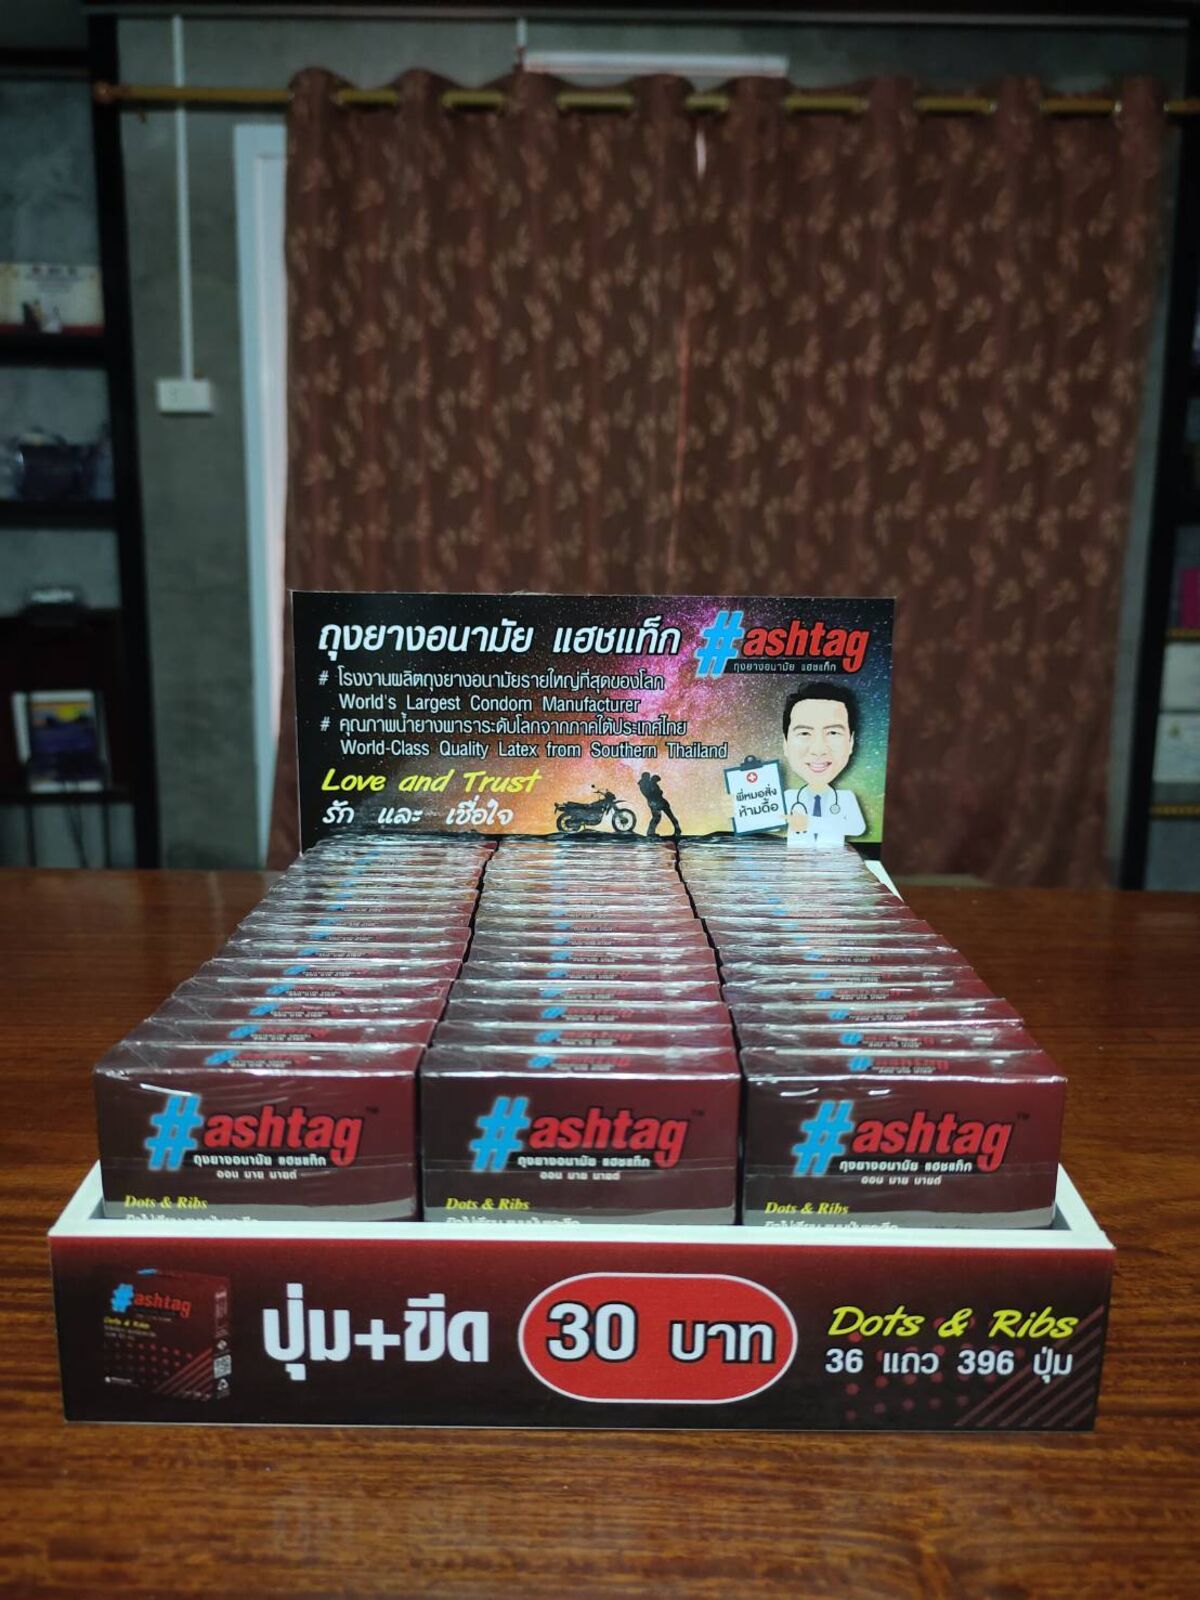 ถุงยางอนามัย แฮชแท็ก
#ashtag
ถุงยางอนามัย แฮชแท็ก
# โรงงานผลิตถุงยางอนามัยรายใหญ่ที่สุดของโลก
World's Largest Condom Manufacturer
# คุณภาพน้ำยางพาราระดับโลกจากภาคใต้ประเทศไทย
World-Class Quality Latex from Southern Thailand
Love and Trust
รัก และ เชื่อใจ
พี่หมอสั่ง
ห้ามดื้อ
#ashtag™
ถุงยางอนามัย แฮชแท็ก
ออน มาย มายด์
Dots & Ribs
#ashtag™
ถุงยางอนามัย แฮชแท็ก
ออน มาย มายด์
Dots & Ribs
#ashtag™
ถุงยางอนามัย แฮชแท็ก
ออน มาย มายด์
Dots & Ribs
#ashtag
Dots & Ribs
ปุ่ม+ขีด
30 บาท
Dots & Ribs
36 แถว 396 ปุ่ม